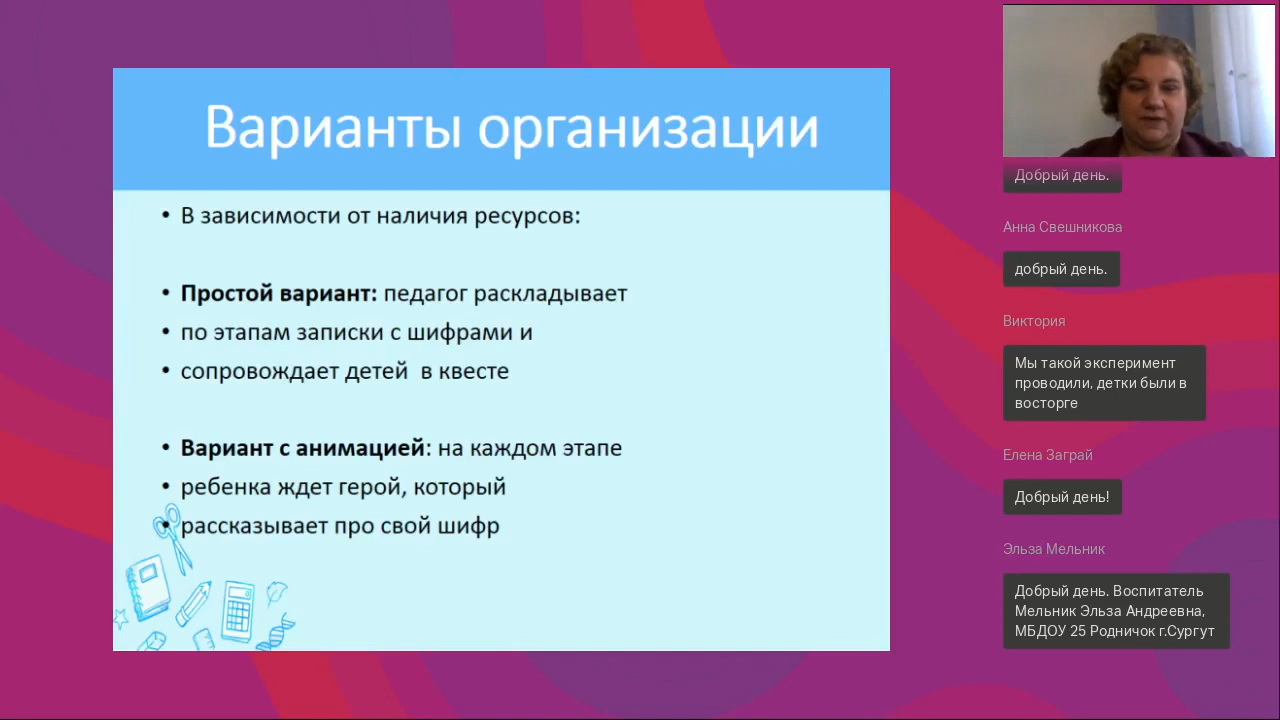 Варианты организации
• В зависимости от наличия ресурсов:
• Простой вариант: педагог раскладывает
• по этапам записки с шифрами и
• сопровождает детей в квесте
• Вариант с анимацией: на каждом этапе
• ребенка ждет герой, который
• рассказывает про свой шифр
Добрый день.
Анна Свешникова
добрый день.
Виктория
Мы такой эксперимент
проводили, детки были в
восторге
Елена Заграй
Добрый день!
Эльза Мельник
Добрый день. Воспитатель
Мельник Эльза Андреевна,
МБДОУ 25 Родничок г.Сургут